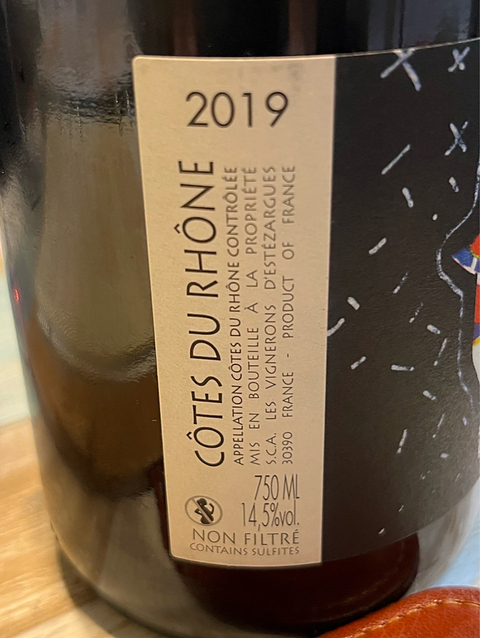 2019
CÔTES DU RHÔNE
APPELLATION CÔTES DU RHÔNE CONTRÔLÉE
MIS EN BOUTEILLE À LA PROPRIÉTÉ
S.C.A. LES VIGNERONS D'ESTÉZARGUES
30390 FRANCE - PRODUCT OF FRANCE
750 ML
14,5%vol.
NON FILTRÉ
CONTAINS SULFITES